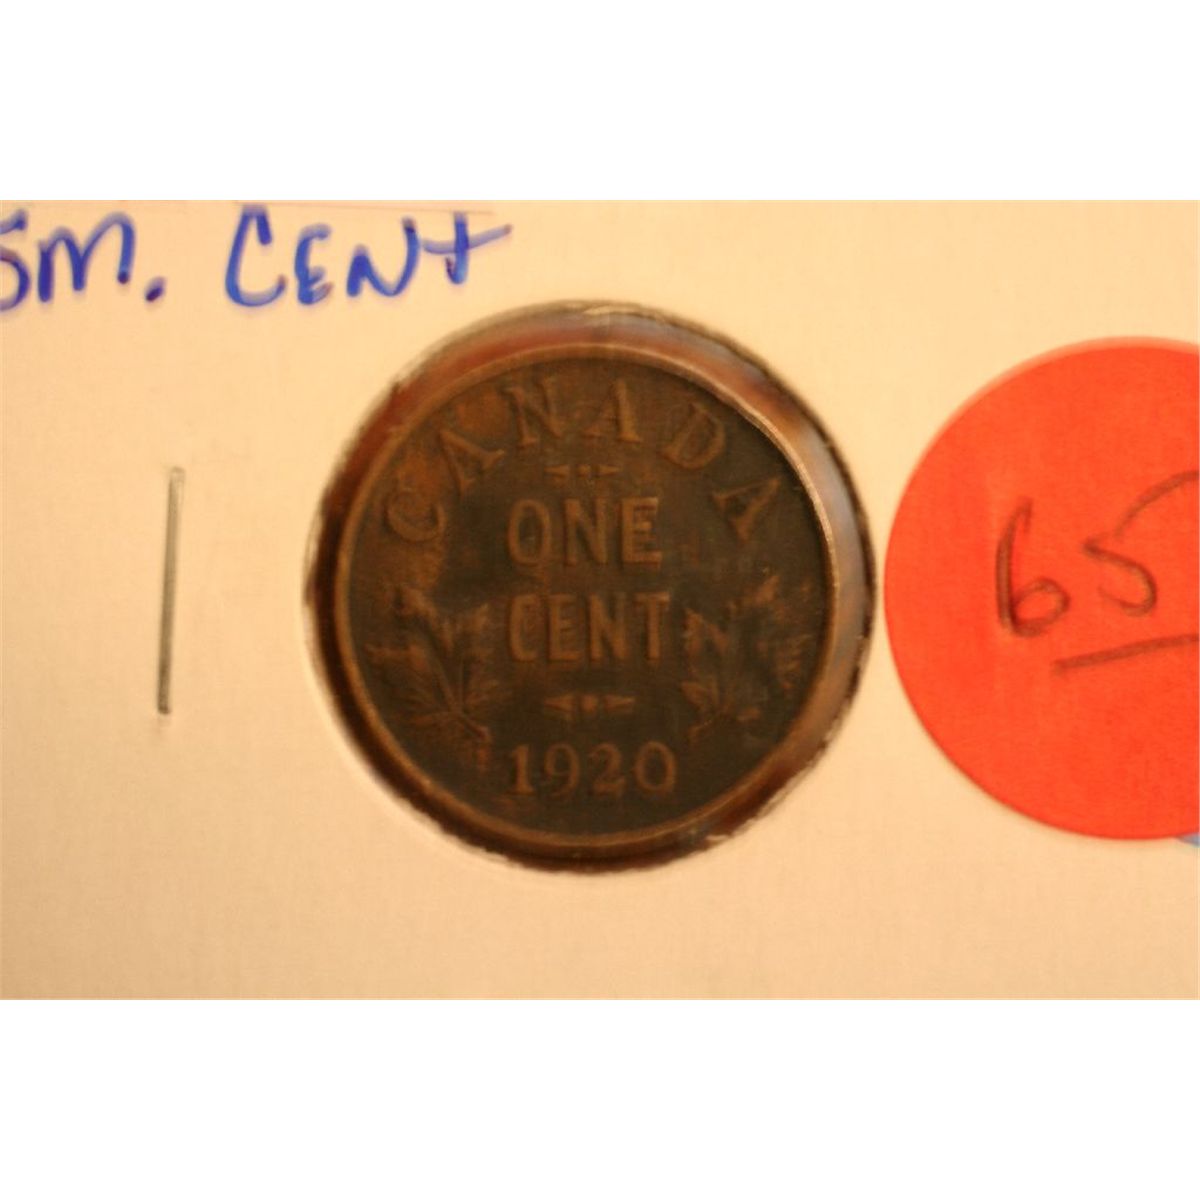 SM. CENT
CANADA
ONE
CENT
1920
65